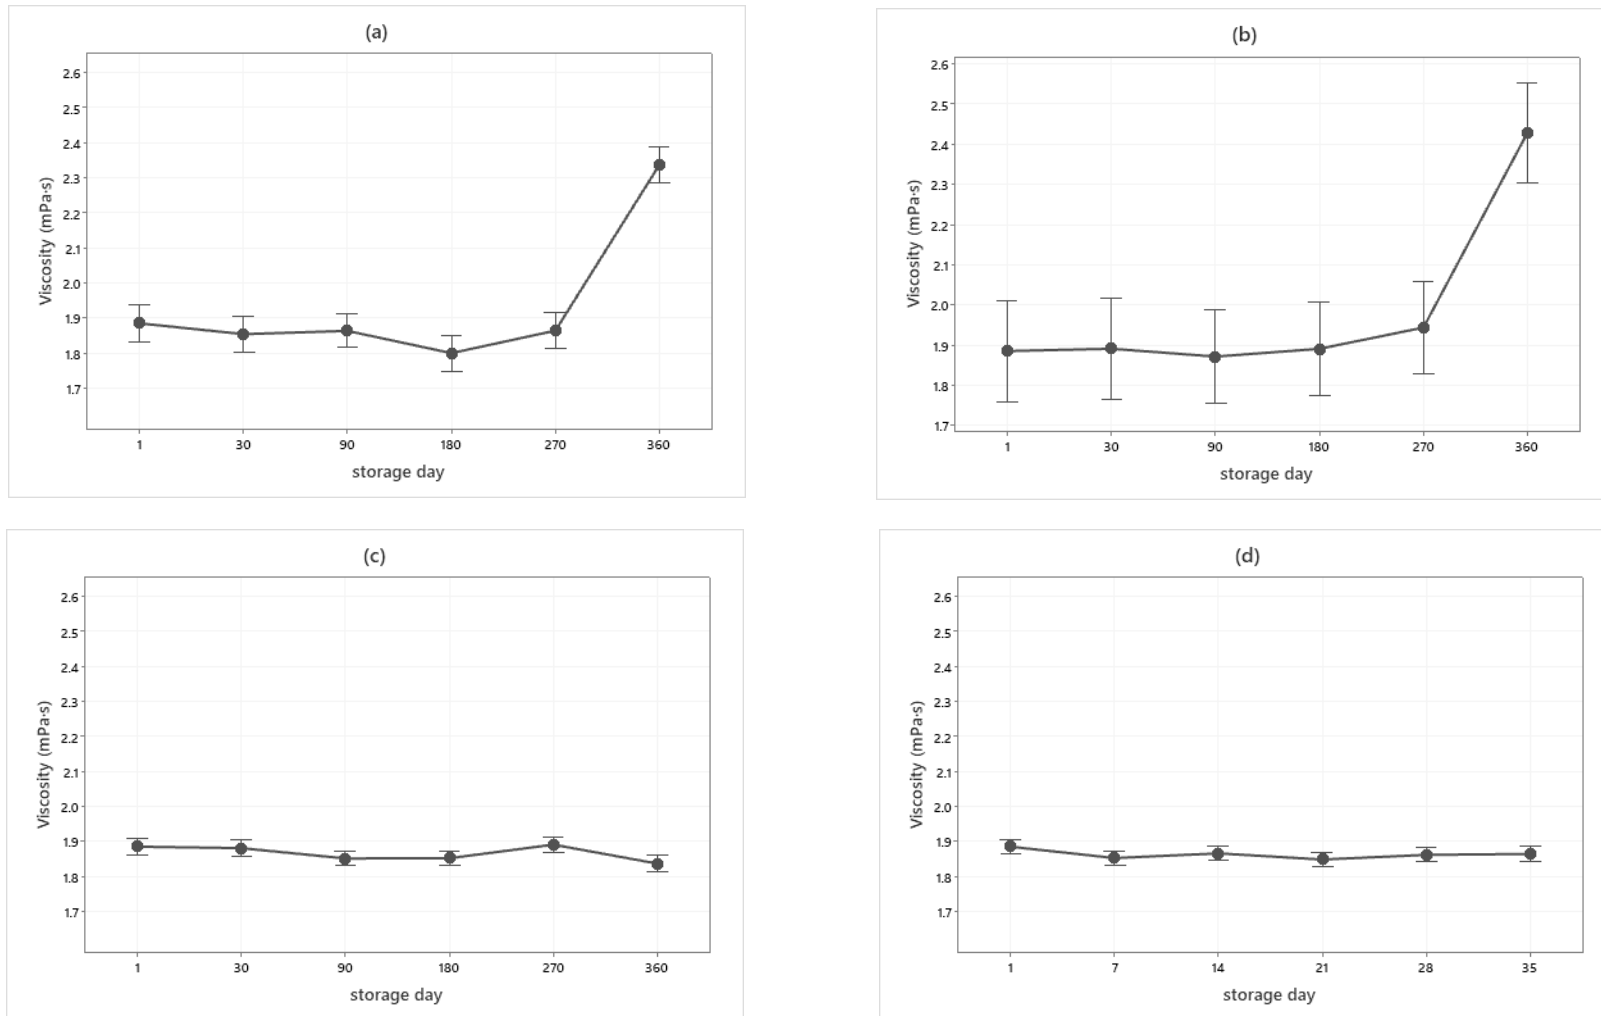 (a)
Viscosity (mPa·s)
2.6
2.5
2.4
2.3
2.2
2.1
2.0
1.9
1.8
1.7
1 30 90 180 270 360
storage day
(b)
Viscosity (mPa·s)
2.6
2.5
2.4
2.3
2.2
2.1
2.0
1.9
1.8
1.7
1 30 90 180 270 360
storage day
(c)
Viscosity (mPa·s)
2.6
2.5
2.4
2.3
2.2
2.1
2.0
1.9
1.8
1.7
1 30 90 180 270 360
storage day
(d)
Viscosity (mPa·s)
2.6
2.5
2.4
2.3
2.2
2.1
2.0
1.9
1.8
1.7
1 7 14 21 28 35
storage day